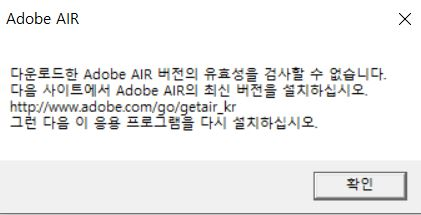 Adobe AIR
다운로드한 Adobe AIR 버전의 유효성을 검사할 수 없습니다.
다음 사이트에서 Adobe AIR의 최신 버전을 설치하십시오.
http://www.adobe.com/go/getair_kr
그런 다음 이 응용 프로그램을 다시 설치하십시오.
확인